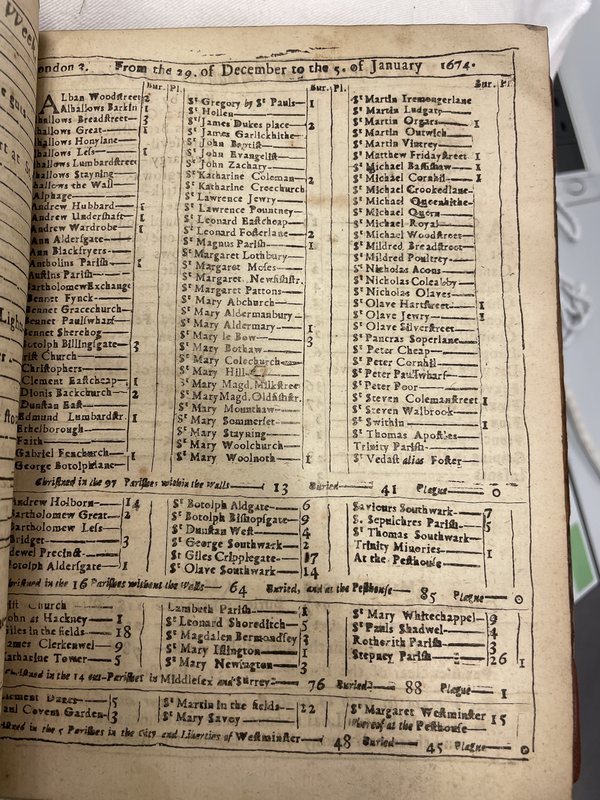 London 2. From the 29. of December to the 5. of January 1674.
Bur. Pl.
Alban Woodſtreet 2
Alhallows Barkin 1
hallows Breadſtreet 3
hallows Great 1
hallows Honylane
hallows Leſs 1
hallows Lumbardſtreet
hallows Stayning
hallows the Wall
Alphage
Andrew Hubbard 1
Andrew Underſhaft 1
Andrew Wardrobe 1
Ann Alderſgate
Ann Blackfryers
Antholins Pariſh 1
Auſtins Pariſh
BartholomewExchange
Bennet Fynck
Bennet Gracechurch
Bennet Paulſwharf
Bennet Sherehog
Botolph Billingſgate 3
riſt Church
Chriſtophers
Clement Eaſtcheap 1
Dionis Backchurch 2
Dunſtan Eaſt
Edmund Lumbardſtr. 1
Ethelborough
Faith
Gabriel Fenchurch 1
George Botolphlane
Bur. Pl.
St Gregory by St Pauls 1
St Hollen
St James Dukes place 2
St James Garlickhithe
St John Baptiſt
St John Evangeliſt
St John Zachary
St Katharine Coleman 2
St Katharine Creechurch
St Lawrence Jewry
St Lawrence Pountney
St Leonard Eaſtcheap
St Leonard Foſterlane 2
St Magnus Pariſh 1
St Margaret Lothbury
St Margaret Moſes
St Margaret Newfiſhſtr.
St Margaret Pattons
St Mary Abchurch
St Mary Aldermanbury
St Mary Aldermary 1
St Mary le Bow 3
St Mary Bothaw
St Mary Colechurch
St Mary Hill
St Mary Magd. Milkſtree
St Mary Magd. Oldfiſhſtr.
St Mary Mounthaw
St Mary Sommerſet
St Mary Stayning
St Mary Woolchurch
St Mary Woolnoth 1
Bur. Pl.
St Martin Iremongerlane
St Martin Ludgate
St Martin Orgars 1
St Martin Outwich
St Martin Vintrey
St Matthew Fridayſtreet 1
St Michael Baſſiſhaw 1
St Michael Cornhil 1
St Michael Crookedlane
St Michael Queenhithe
St Michael Quern
St Michael Royal
St Michael Woodſtreet
St Mildred Breadſtreet
St Mildred Poultrey
St Nicholas Acons
St Nicholas Coleabby
St Nicholas Olaves
St Olave Hartſtreet 1
St Olave Jewry 1
St Olave Silverſtreet
St Pancras Soperlane
St Peter Cheap
St Peter Cornhil
St Peter Paulſwharf
St Peter Poor
St Steven Colemanſtreet 1
St Steven Walbrook
St Swithin 1
St Thomas Apoſtles
Trinity Pariſh
St Vedaſt alias Foſter
Chriſtned in the 97 Pariſhes within the Walls 13 Buried 41 Plague 0
Andrew Holborn 14
Bartholomew Great 2
Bartholomew Leſs
Bridget 3
dewel Precinct
Botolph Alderſgate 1
St Botolph Aldgate 6
St Botolph Biſhopſgate 9
St Dunſtan Weſt 4
St George Southwark 2
St Giles Cripplegate 17
St Olave Southwark 14
Saviours Southwark 7
S. Sepulchres Pariſh 5
St Thomas Southwark
Trinity Minories 1
At the Peſthouſe
hriſtned in the 16 Pariſhes without the Walls 64 Buried, and at the Peſthouſe 85 Plague 0
iſt Church
John at Hackney 1
Giles in the fields 18
James Clerkenwel 9
Katharine Tower 5
Lambeth Pariſh 1
St Leonard Shoreditch 5
St Magdalen Bermondſey 3
St Mary Iſlington 1
St Mary Newington 3
St Mary Whitechappel 9
St Pauls Shadwel 4
Rotherith Pariſh 3
Stepney Pariſh 26 1
Chriſtned in the 14 out-Pariſhes in Middleſex and Surrey 76 Buried 88 Plague 1
lement Danes 5
aul Covent Garden 3
St Martin in the fields 22
St Mary Savoy
St Margaret Weſtminſter 15
Whereof at the Peſthouſe
Chriſtned in the 5 Pariſhes in the City and Liberties of Weſtminſter 48 Buried 45 Plague 0